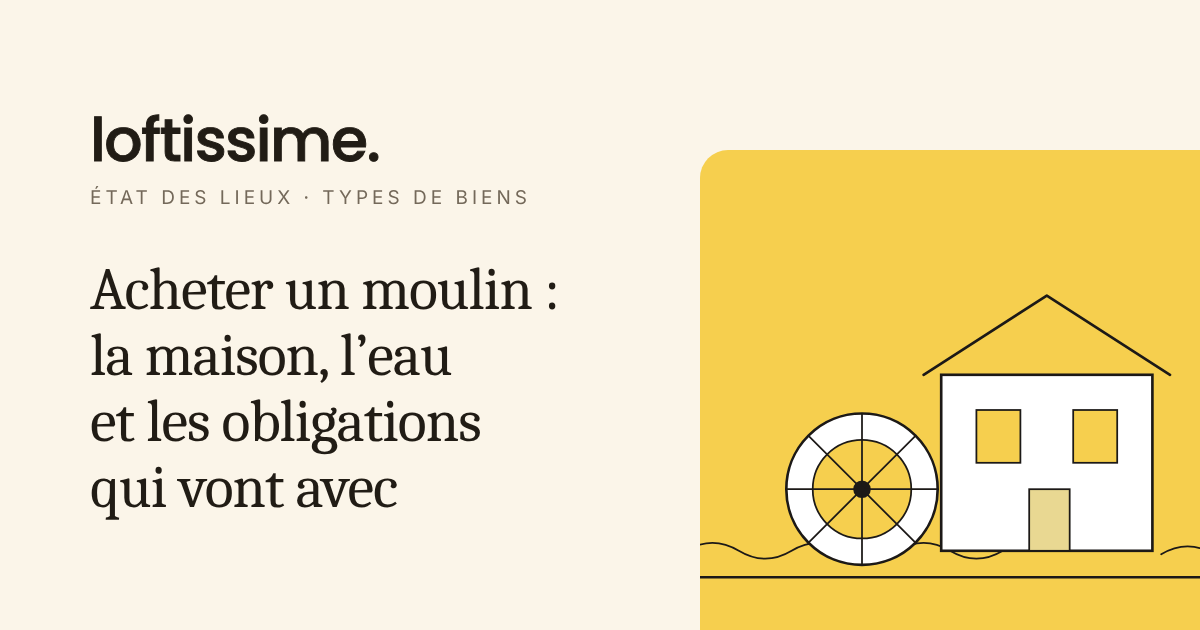 loftissime.
ÉTAT DES LIEUX · TYPES DE BIENS
Acheter un moulin :
la maison, l’eau
et les obligations
qui vont avec